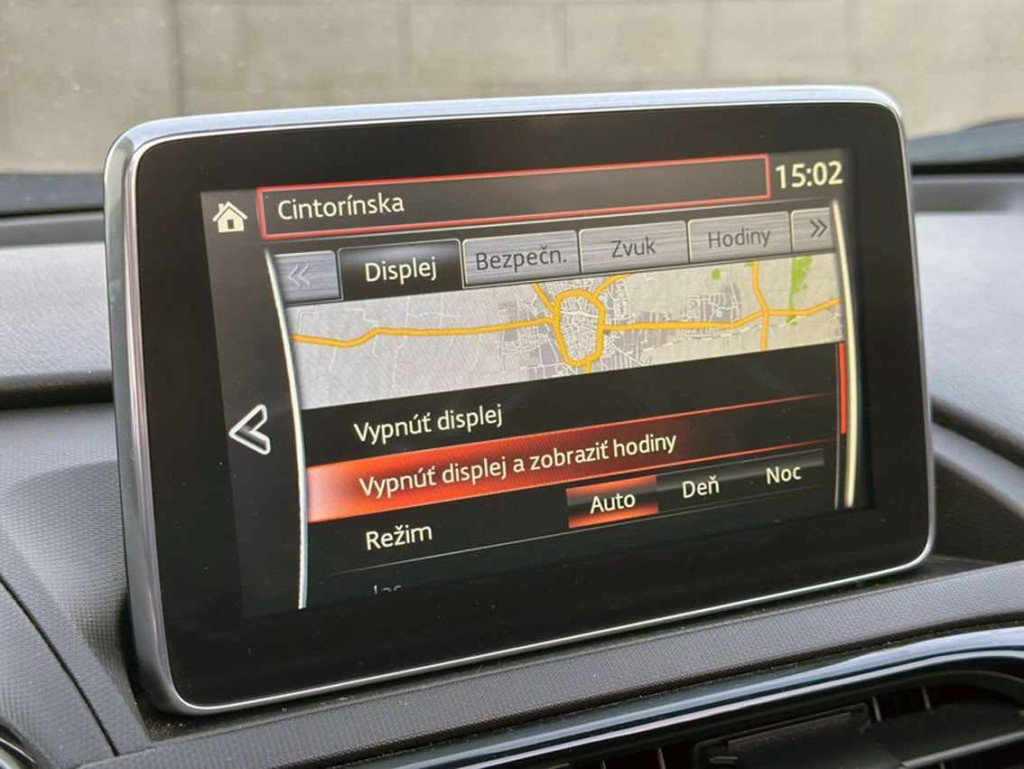 Cintorínska
15:02
Displej
Bezpečn.
Zvuk
Hodiny
Vypnúť displej
Vypnúť displej a zobraziť hodiny
Režim
Auto
Deň
Noc